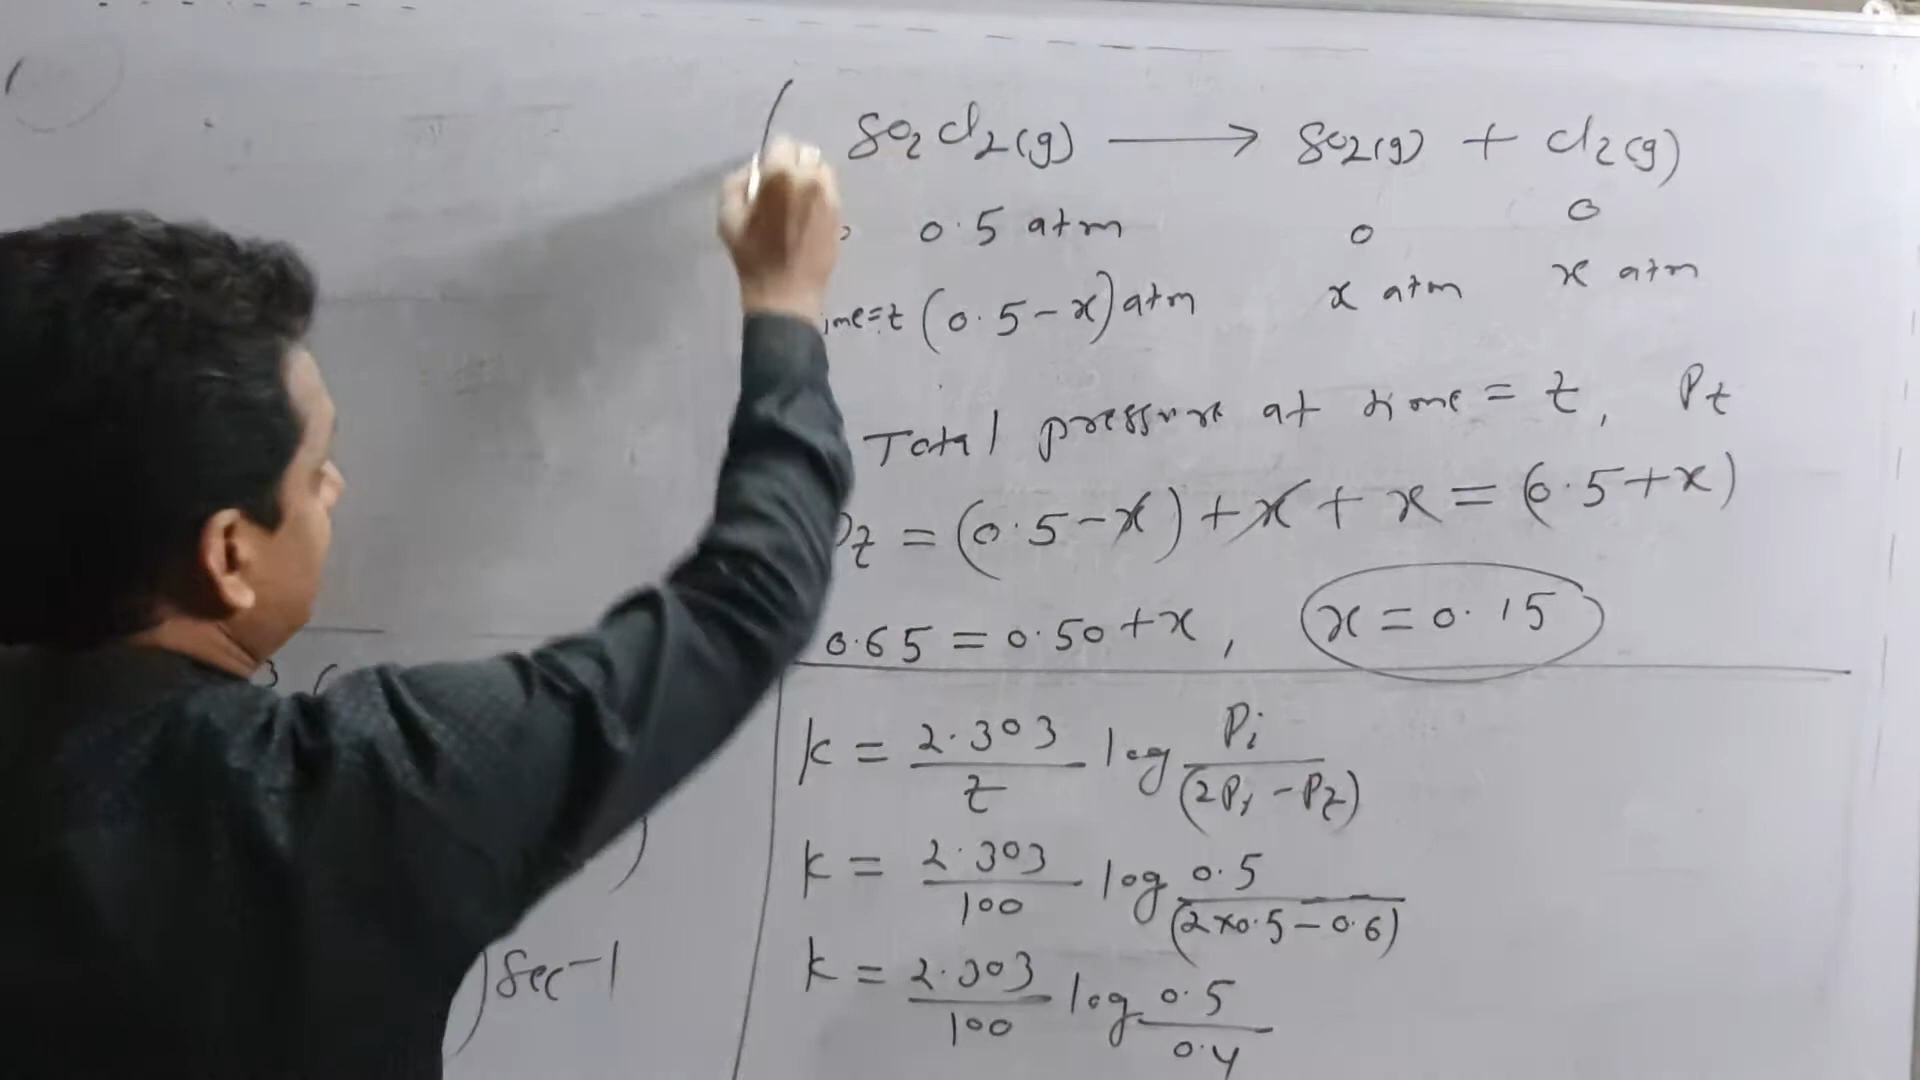 SO2Cl2(g) ⟶ SO2(g) + Cl2(g)
0.5 atm 0 0
ime=t (0.5-x) atm x atm x atm
Total pressure at time = t, Pt
Pt = (0.5-x)+x+x = (0.5+x)
0.65 = 0.50+x, x = 0.15
k = 2.303/t log Pi/(2Pi-Pt)
k = 2.303/100 log 0.5/(2x0.5-0.6)
k = 2.303/100 log 0.5/0.4
) Sec-1